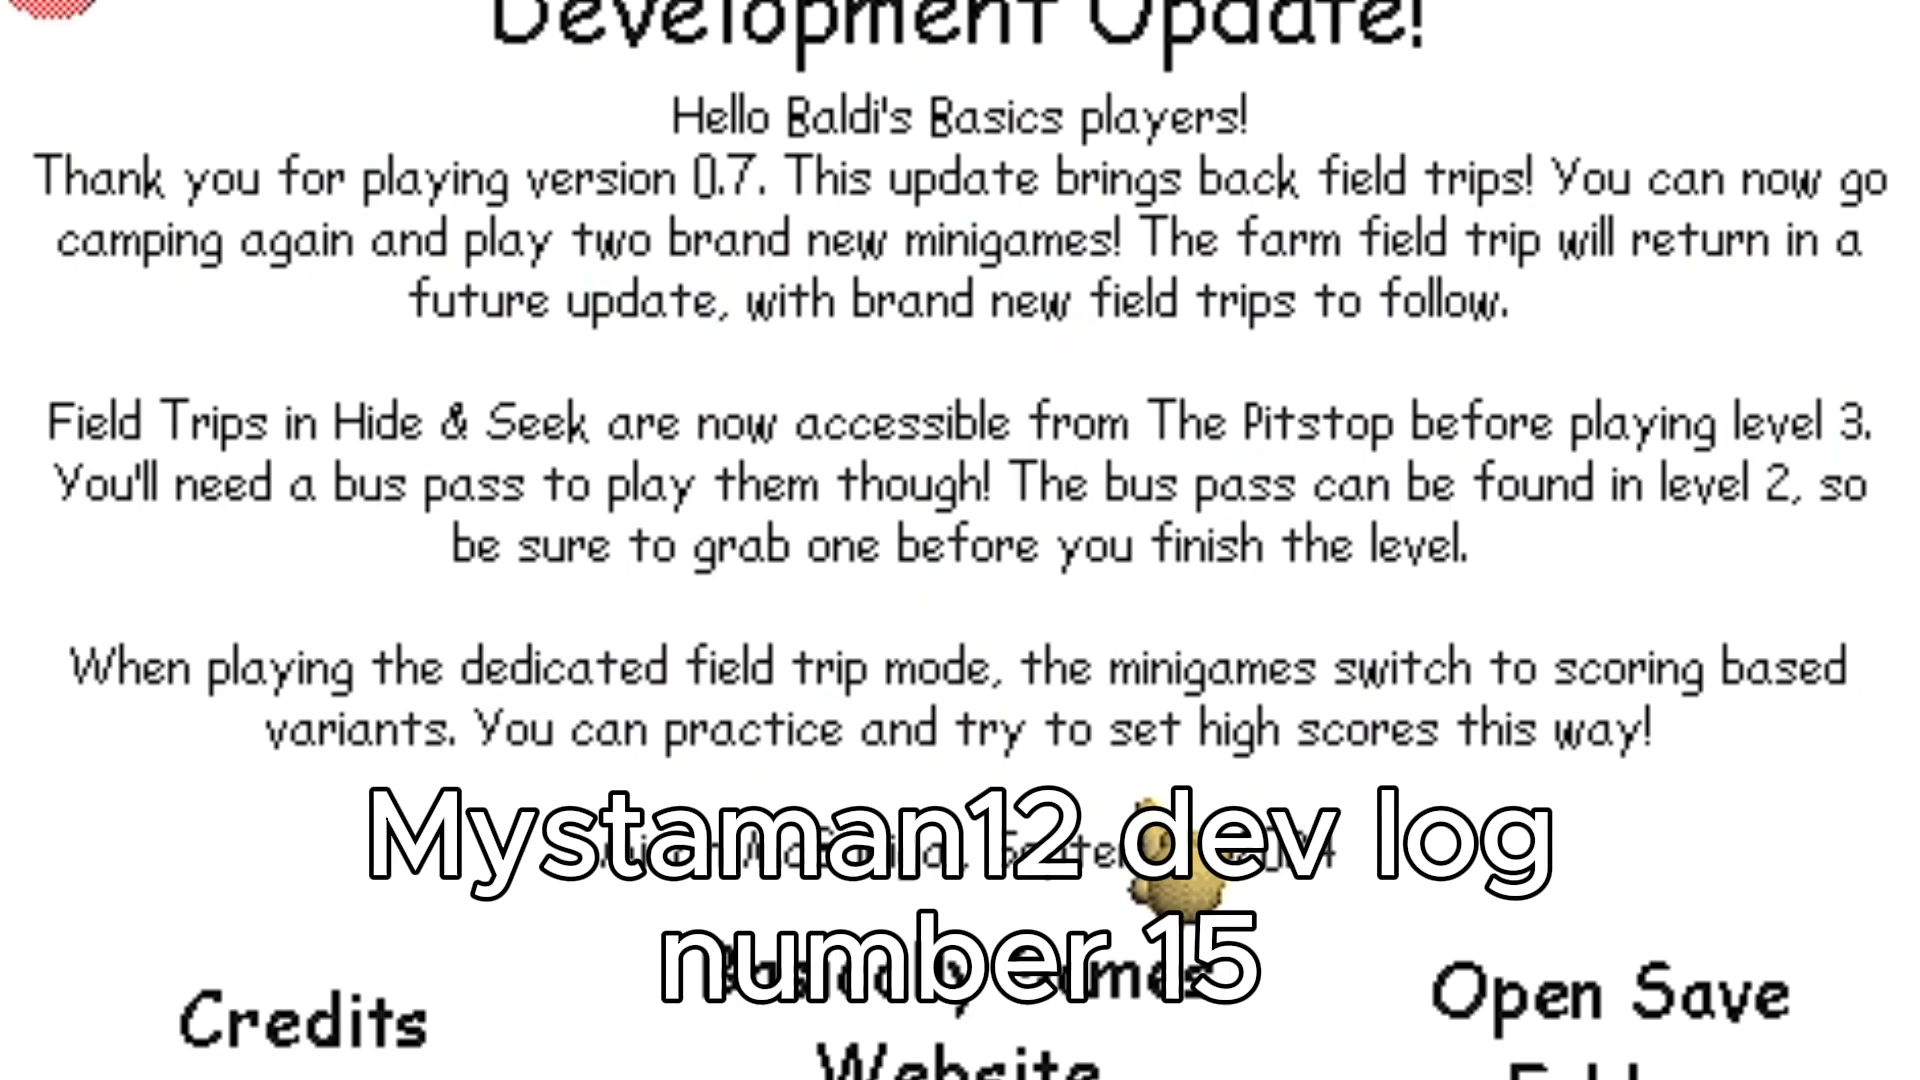 Development Update!
Hello Baldi's Basics players!
Thank you for playing version 0.7. This update brings back field trips! You can now go
camping again and play two brand new minigames! The farm field trip will return in a
future update, with brand new field trips to follow.
Field Trips in Hide & Seek are now accessible from The Pitstop before playing level 3.
You'll need a bus pass to play them though! The bus pass can be found in level 2, so
be sure to grab one before you finish the level.
When playing the dedicated field trip mode, the minigames switch to scoring based
variants. You can practice and try to set high scores this way!
Mystaman12 dev log
number 15
Credits
Games
Website
Open Save